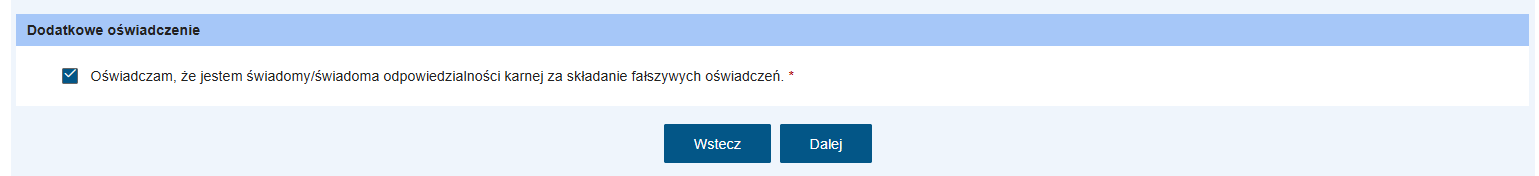 Dodatkowe oświadczenie
Oświadczam, że jestem świadomy/świadoma odpowiedzialności karnej za składanie fałszywych oświadczeń. *
Wstecz
Dalej